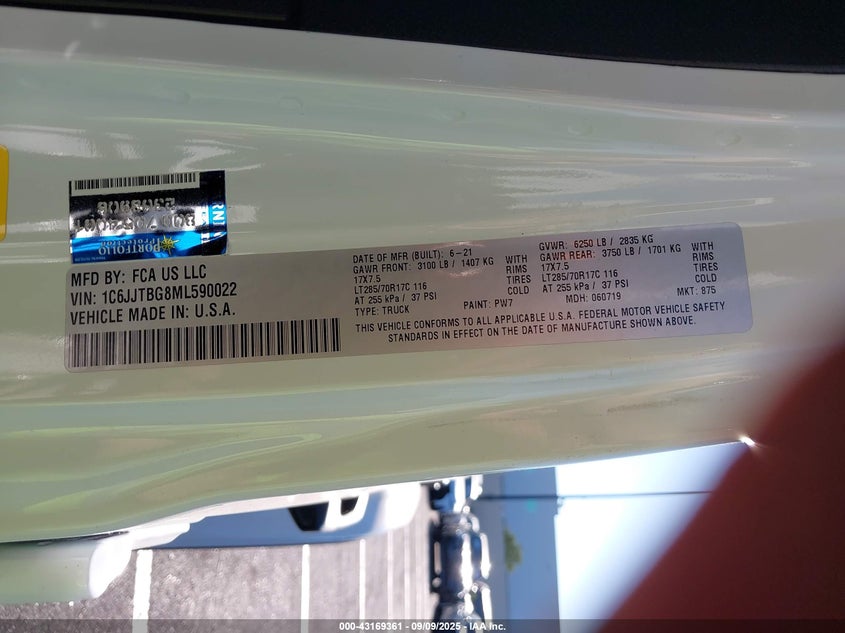 PORTFOLIO
Protection
MFD BY: FCA US LLC
VIN: 1C6JJTBG8ML590022
VEHICLE MADE IN: U.S.A.
DATE OF MFR (BUILT): 6-21
GAWR FRONT: 3100 LB / 1407 KG WITH
17X7.5 RIMS
LT285/70R17C 116 TIRES
AT 255 kPa / 37 PSI COLD
TYPE: TRUCK PAINT: PW7
GVWR: 6250 LB / 2835 KG
GAWR REAR: 3750 LB / 1701 KG WITH
17X7.5 RIMS
LT285/70R17C 116 TIRES
AT 255 kPa / 37 PSI COLD
MDH: 060719 MKT: 875
THIS VEHICLE CONFORMS TO ALL APPLICABLE U.S.A. FEDERAL MOTOR VEHICLE SAFETY
STANDARDS IN EFFECT ON THE DATE OF MANUFACTURE SHOWN ABOVE.
000-43169361 - 09/09/2025 - IAA Inc.